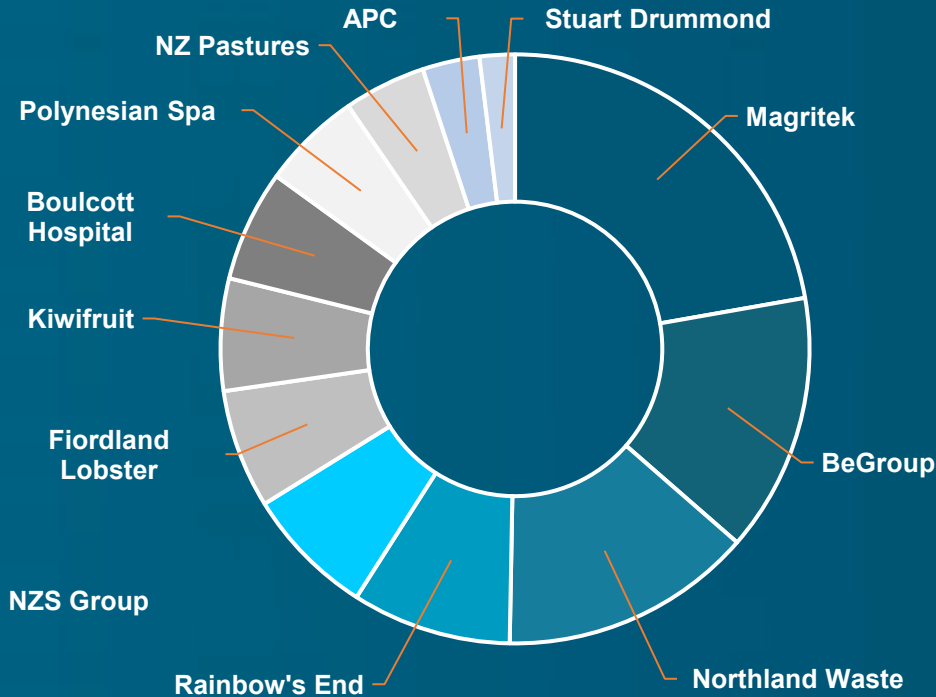 APC
Stuart Drummond
NZ Pastures
Polynesian Spa
Magritek
Boulcott
Hospital
Kiwifruit
Fiordland
Lobster
BeGroup
NZS Group
Rainbow's End
Northland Waste